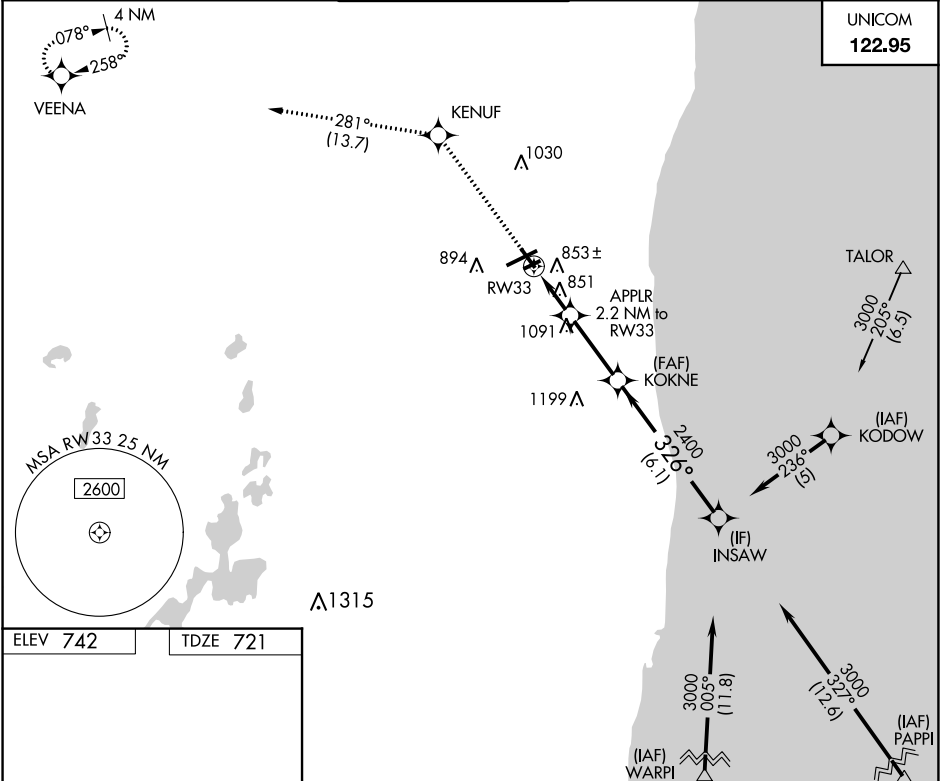 4 NM
078°
258°
VEENA
UNICOM
122.95
KENUF
281°
(13.7)
1030
894
853±
RW33
851
APPLR
2.2 NM to
RW33
1091
TALOR
3000
205°
(6.5)
(FAF)
KOKNE
1199
2400
326°
(6.1)
(IAF)
KODOW
3000
236°
(5)
MSA RW33 25 NM
2600
(IF)
INSAW
1315
ELEV 742
TDZE 721
3000
005°
(11.8)
3000
327°
(12.6)
(IAF)
WARPI
(IAF)
PAPPI